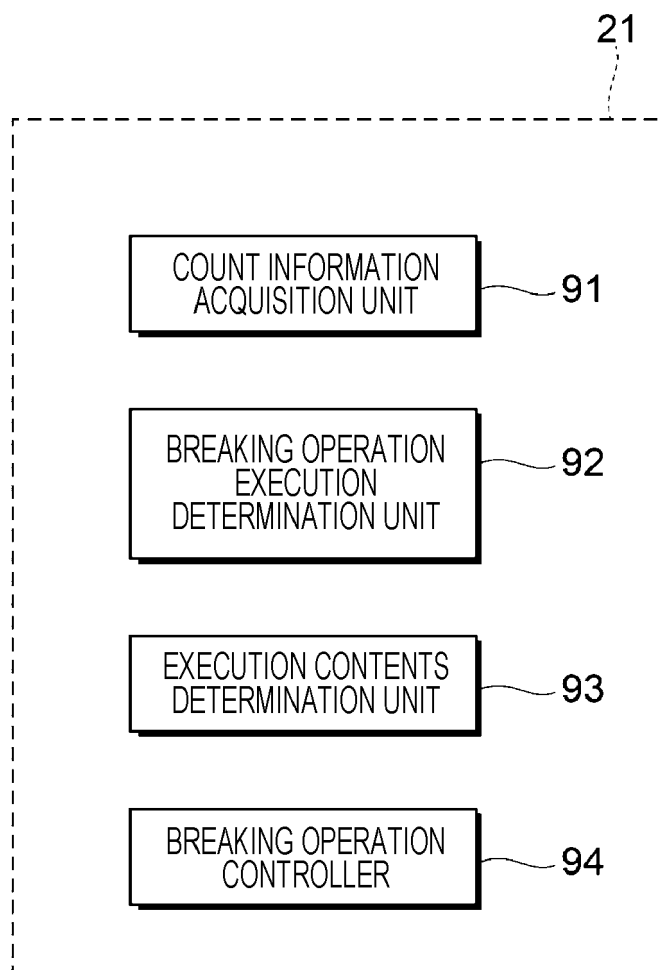 21
COUNT INFORMATION
ACQUISITION UNIT
91
BREAKING OPERATION
EXECUTION
DETERMINATION UNIT
92
EXECUTION CONTENTS
DETERMINATION UNIT
93
BREAKING OPERATION
CONTROLLER
94